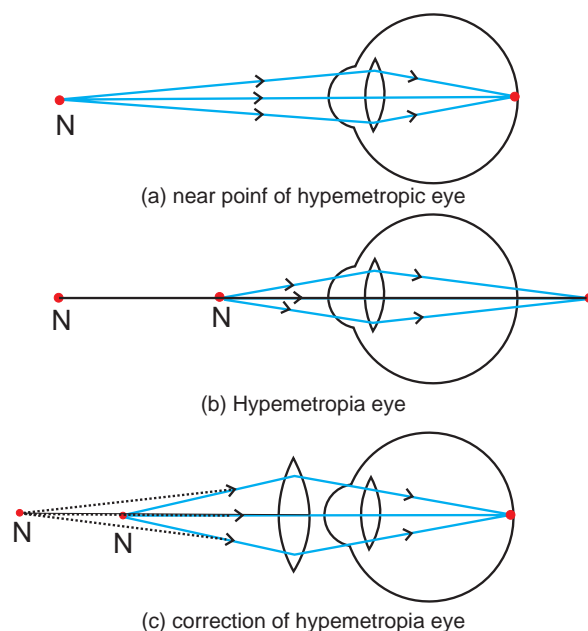 N
(a) near poinf of hypemetropic eye
N N
(b) Hypemetropia eye
N N
(c) correction of hypemetropia eye